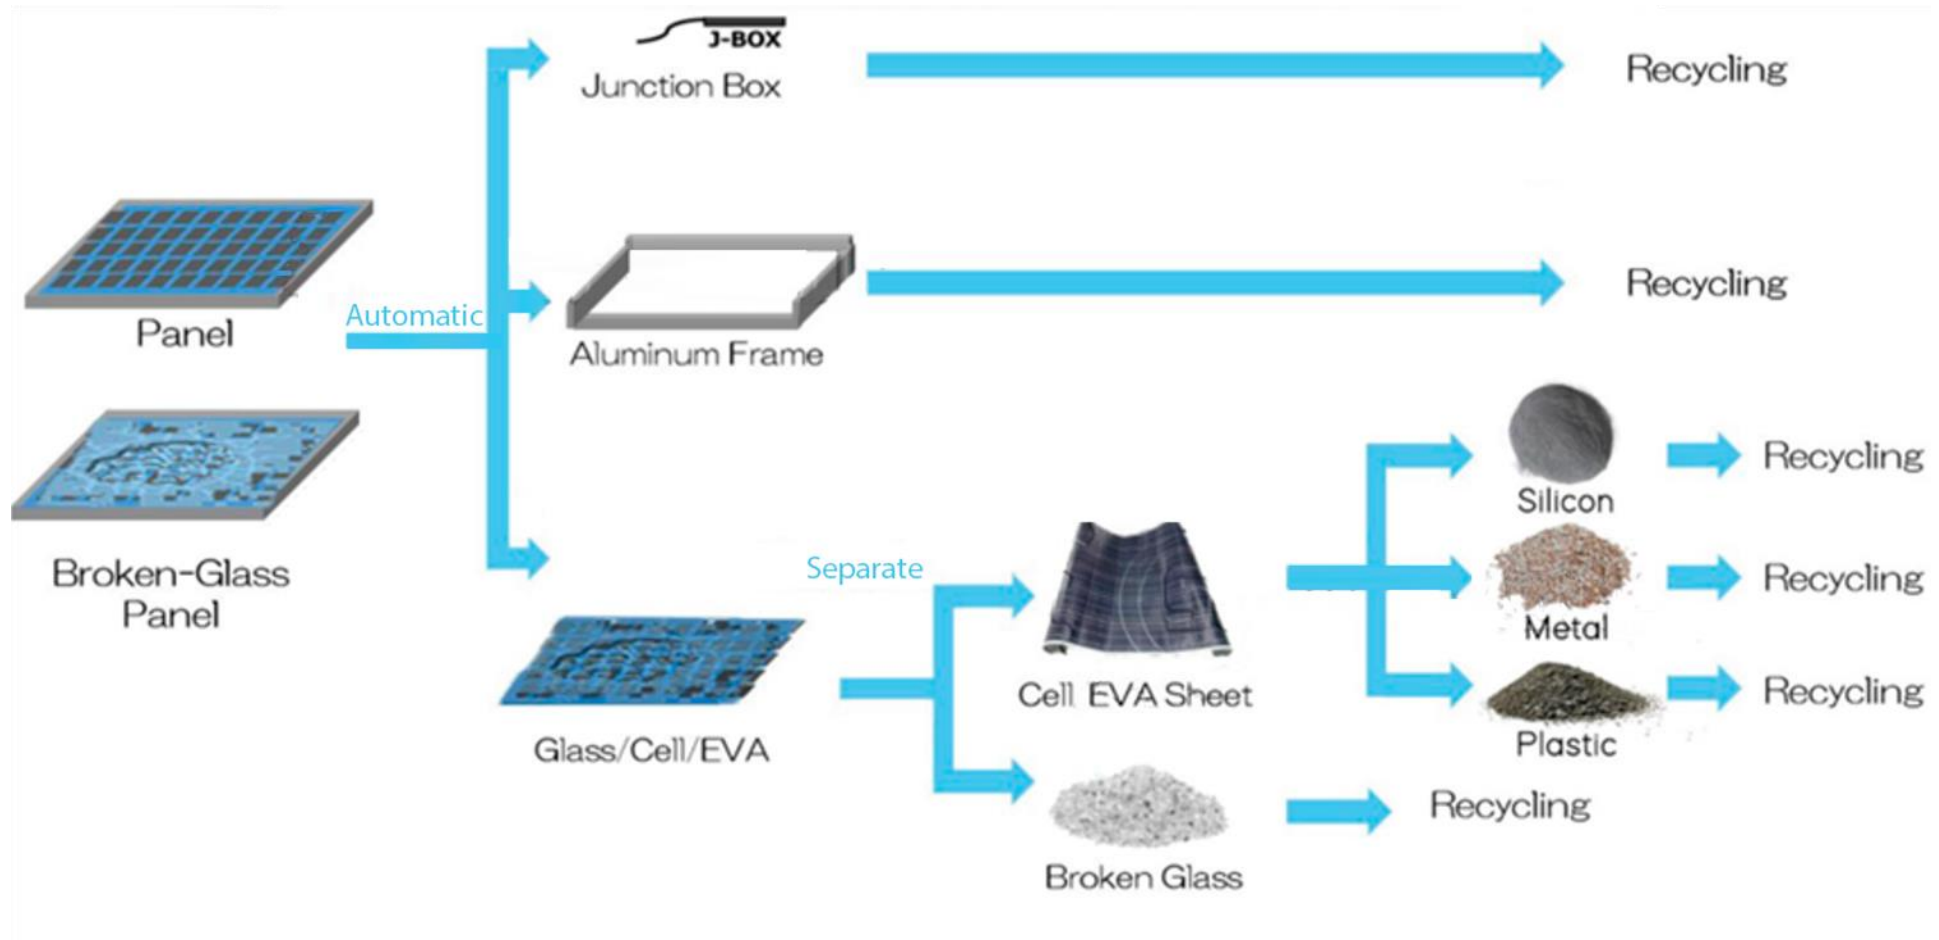 J-BOX
Junction Box
Recycling
Panel
Automatic
Aluminum Frame
Recycling
Broken-Glass
Panel
Glass/Cell/EVA
Separate
Cell EVA Sheet
Silicon
Recycling
Metal
Recycling
Plastic
Recycling
Broken Glass
Recycling